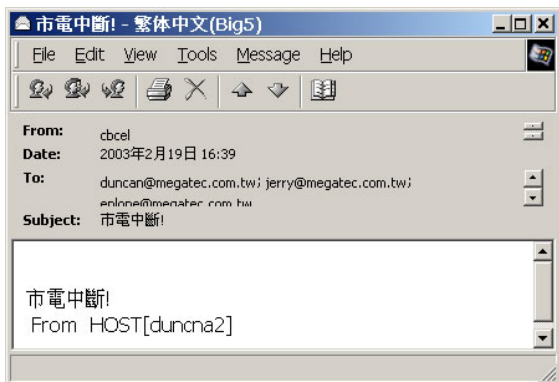 市電中斷! - 繁体中文(Big5)
File Edit View Tools Message Help
From: cbcel
Date: 2003年2月19日 16:39
To: duncan@megatec.com.tw; jerry@megatec.com.tw;
Subject: 市電中斷!
市電中斷!
From HOST[duncna2]